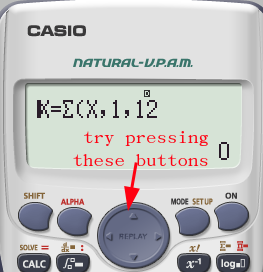 CASIO
NATURAL-V.P.A.M.
K=Σ(X,1,12
try pressing
these buttons
0
SHIFT
ALPHA
REPLAY
MODE SETUP
ON
SOLVE =
x!
CALC
x⁻¹
log